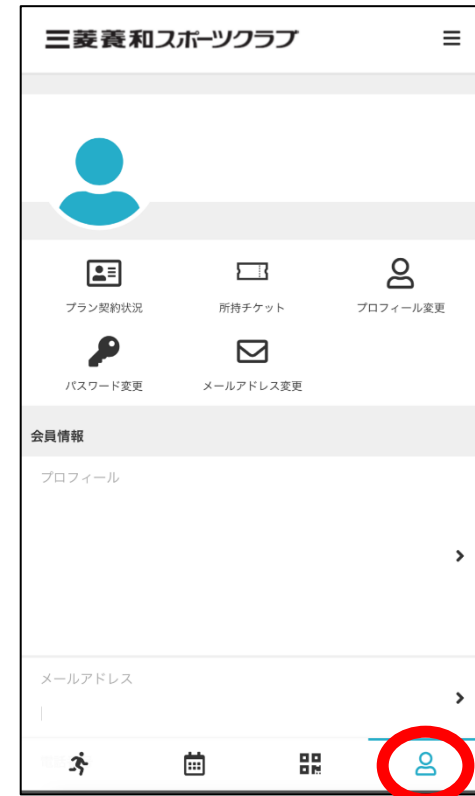 三菱養和スポーツクラブ
プラン契約状況
所持チケット
プロフィール変更
パスワード変更
メールアドレス変更
会員情報
プロフィール
メールアドレス